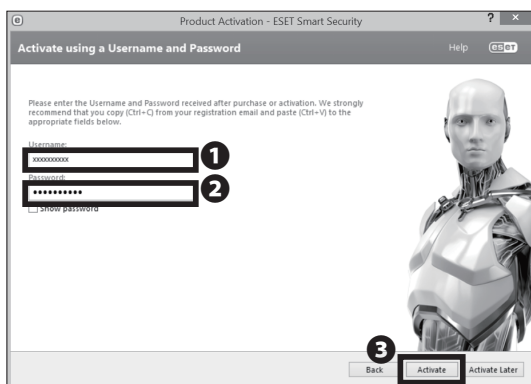 e
Product Activation - ESET Smart Security
? ×
Activate using a Username and Password
Help
eset
Please enter the Username and Password received after purchase or activation. We strongly
recommend that you copy (Ctrl+C) from your registration email and paste (Ctrl+V) to the
appropriate fields below.
Username:
xxxxxxxxxx
1
Password:
●●●●●●●●●●
2
Show password
3
Back
Activate
Activate Later